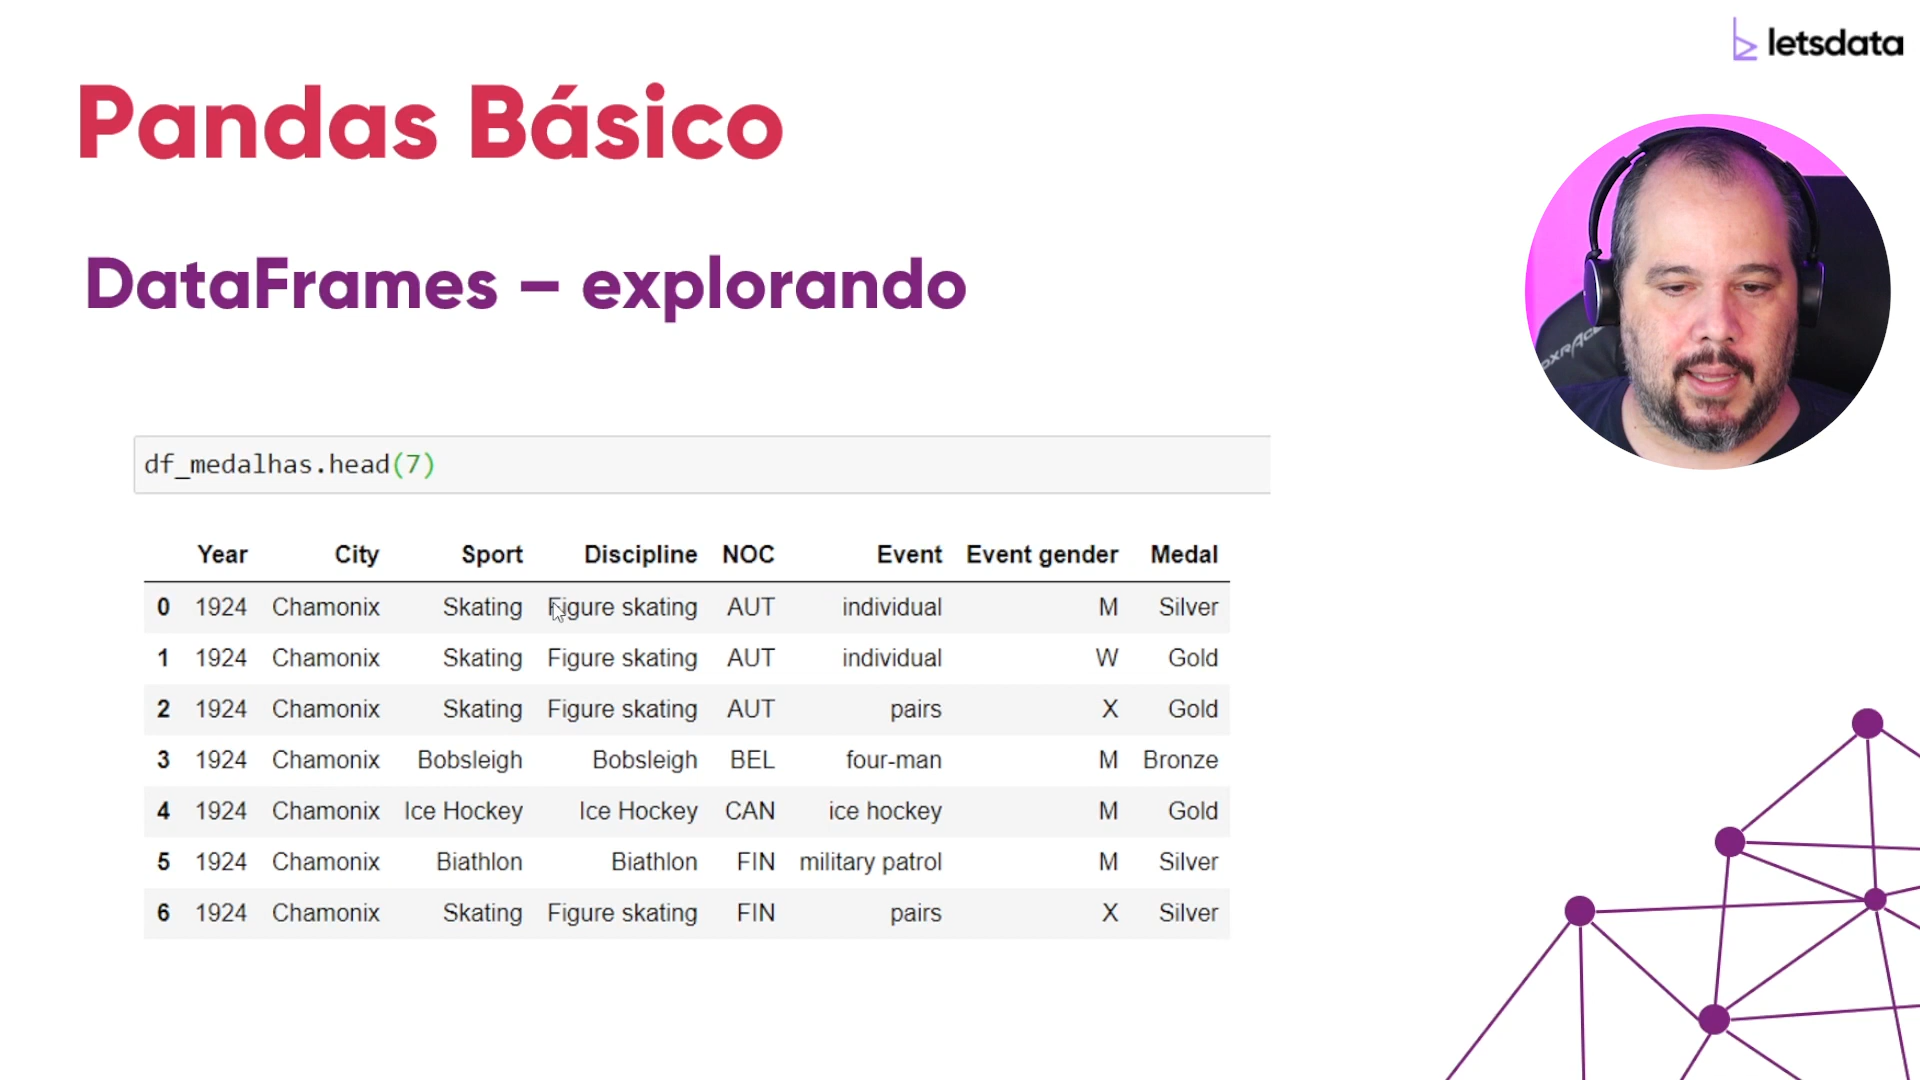 letsdata
Pandas Básico
DataFrames – explorando
df_medalhas.head(7)
Year City Sport Discipline NOC Event Event gender Medal
0 1924 Chamonix Skating Figure skating AUT individual M Silver
1 1924 Chamonix Skating Figure skating AUT individual W Gold
2 1924 Chamonix Skating Figure skating AUT pairs X Gold
3 1924 Chamonix Bobsleigh Bobsleigh BEL four-man M Bronze
4 1924 Chamonix Ice Hockey Ice Hockey CAN ice hockey M Gold
5 1924 Chamonix Biathlon Biathlon FIN military patrol M Silver
6 1924 Chamonix Skating Figure skating FIN pairs X Silver